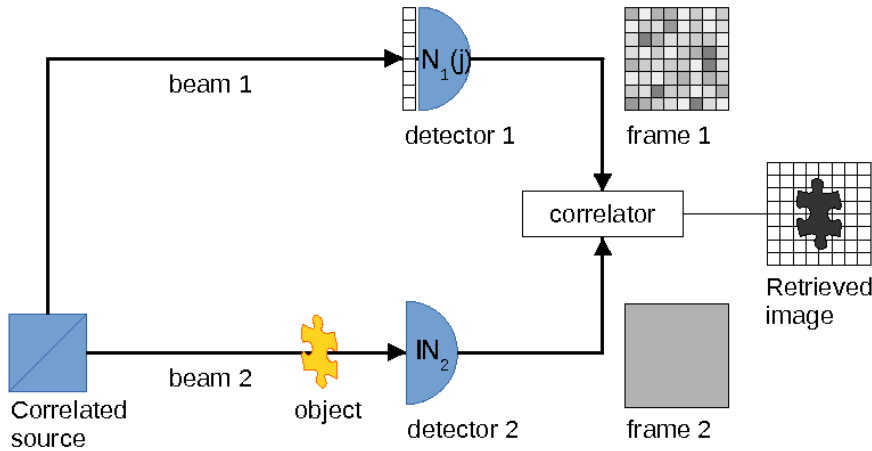 N1(j)
beam 1
detector 1
frame 1
correlator
Retrieved
image
IN2
beam 2
object
detector 2
frame 2
Correlated
source